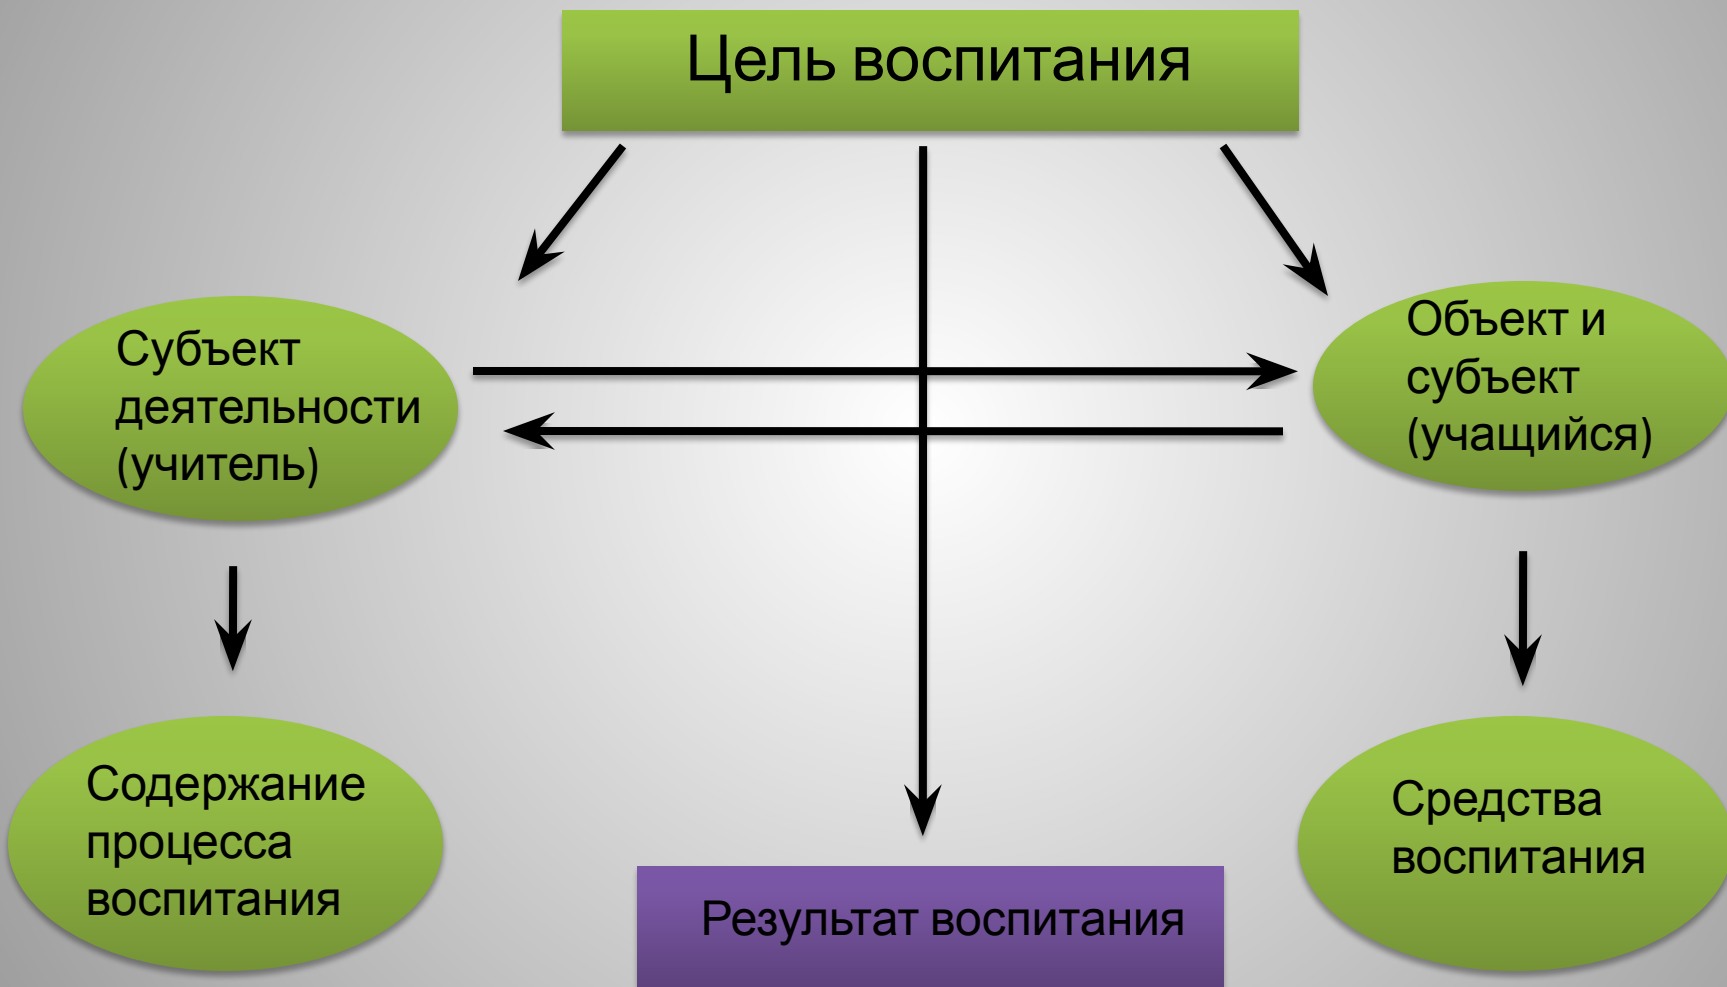 Цель воспитания
Субъект
деятельности
(учитель)
Объект и
субъект
(учащийся)
Содержание
процесса
воспитания
Средства
воспитания
Результат воспитания